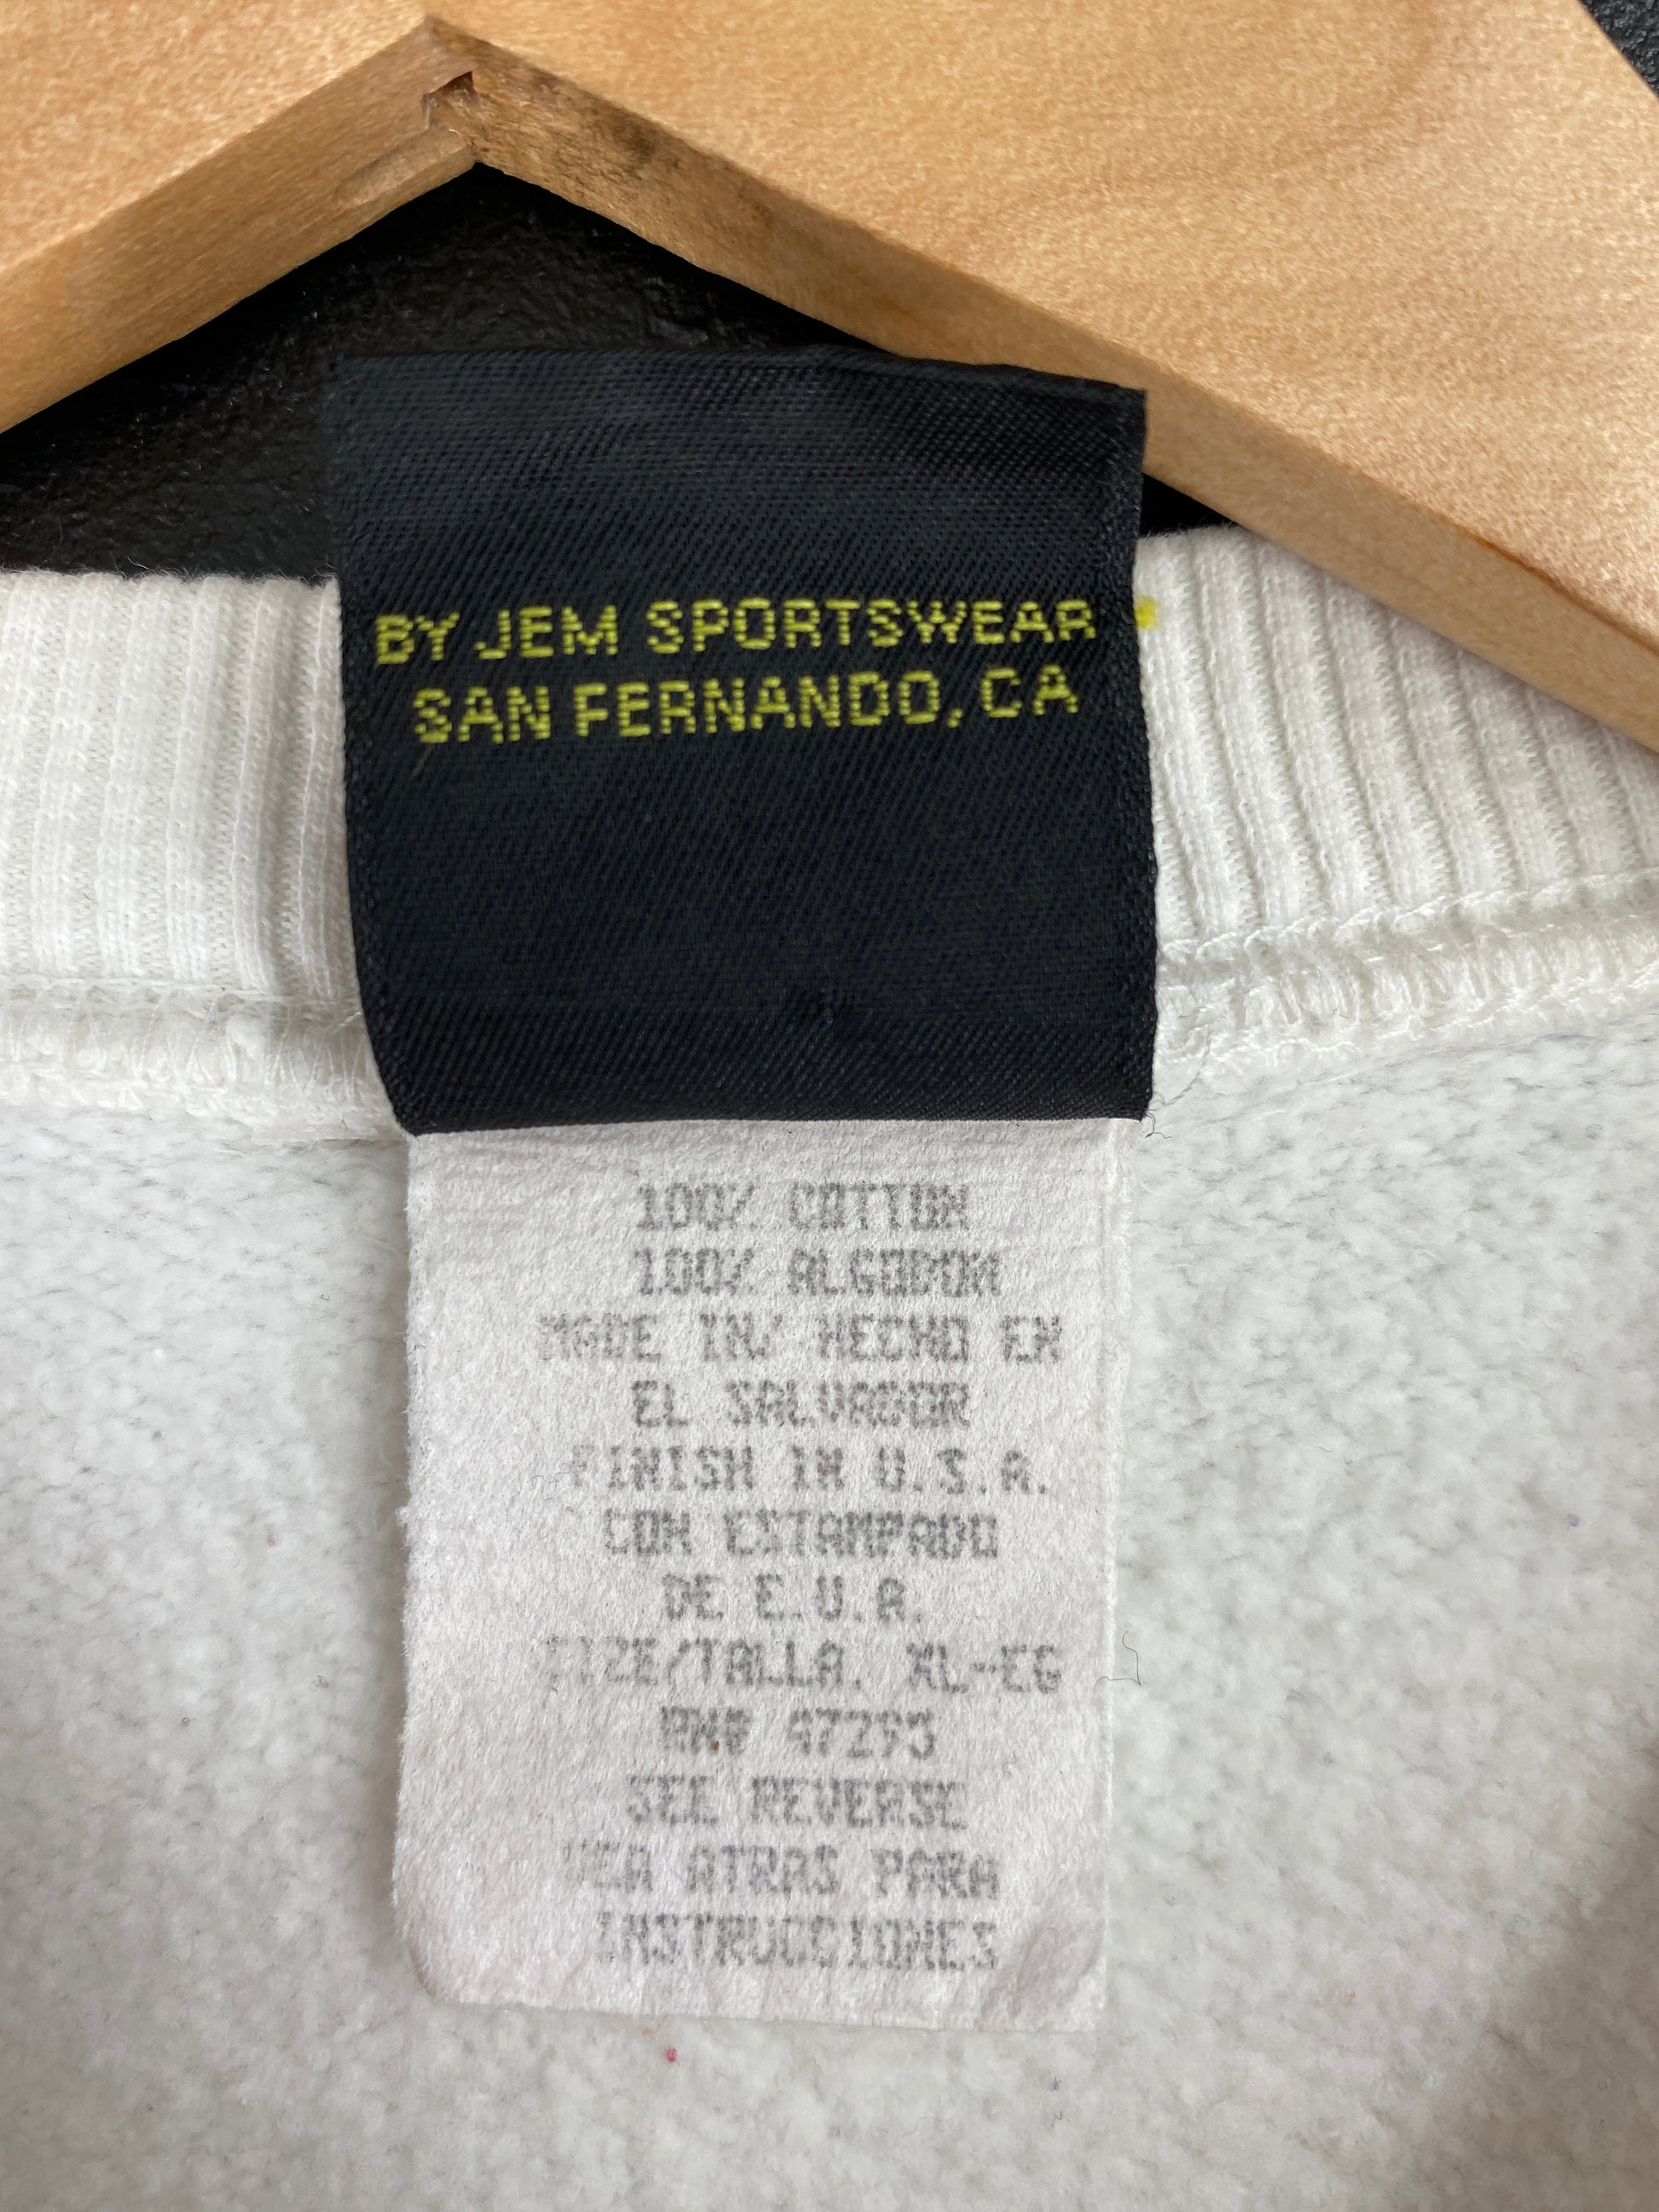 BY JEM SPORTSWEAR
SAN FERNANDO, CA
100% COTTON
100% ALGODON
MADE IN/ HECHO EN
EL SALVADOR
FINISH IN U.S.A.
CON ESTAMPADO
DE E.U.A.
SIZE/TALLA. XL-EG
RN# 47293
SEE REVERSE
VEA ATRAS PARA
INSTRUCCIONES